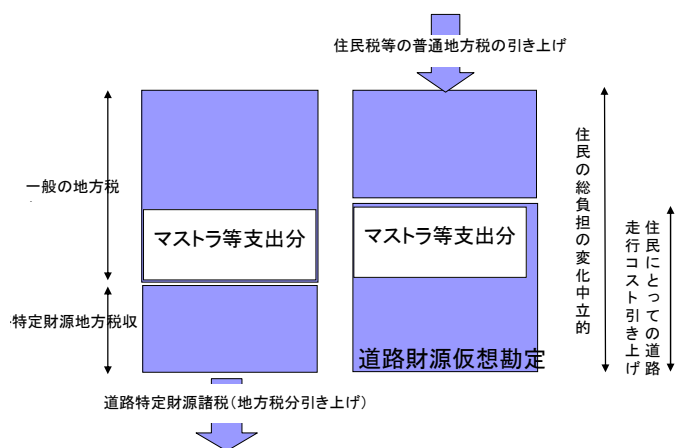 住民税等の普通地方税の引き上げ
一般の地方税
マストラ等支出分
マストラ等支出分
特定財源地方税収
道路財源仮想勘定
道路特定財源諸税(地方税分引き上げ)
住民の総負担の変化中立的
住民にとっての道路
走行コスト引き上げ